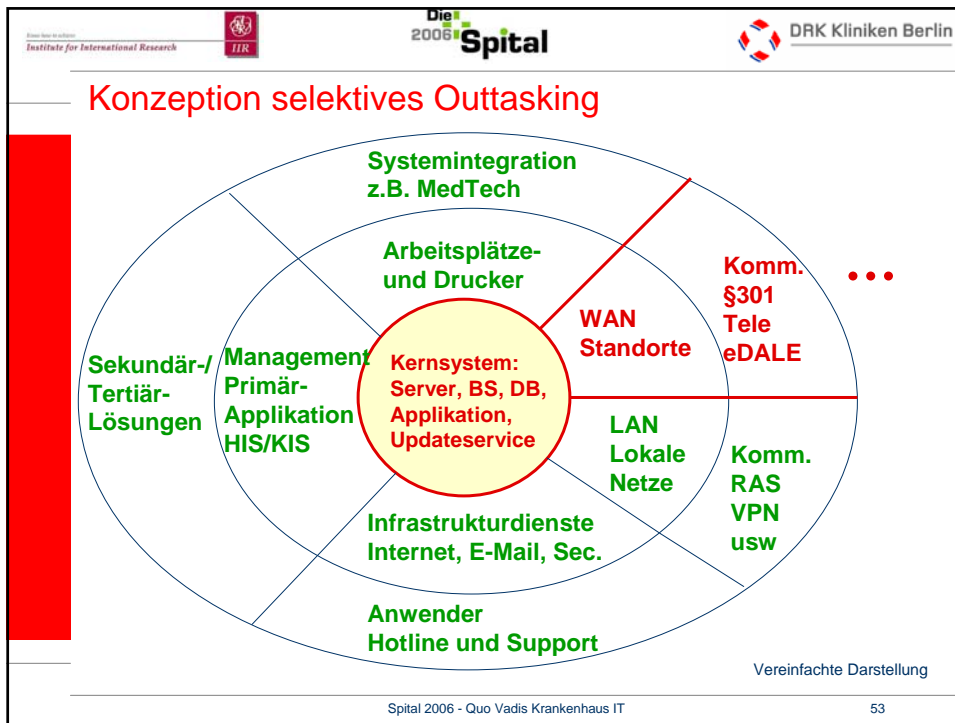 Institute for International Research
IIR
Die
2006 Spital
DRK Kliniken Berlin
Konzeption selektives Outtasking
Systemintegration
z.B. MedTech
Arbeitsplätze-
und Drucker
Komm.
§301
Tele
eDALE
...
WAN
Standorte
Sekundär-/
Tertiär-
Lösungen
Management
Primär-
Applikation
HIS/KIS
Kernsystem:
Server, BS, DB,
Applikation,
Updateservice
LAN
Lokale
Netze
Komm.
RAS
VPN
usw
Infrastrukturdienste
Internet, E-Mail, Sec.
Anwender
Hotline und Support
Vereinfachte Darstellung
Spital 2006 - Quo Vadis Krankenhaus IT
53